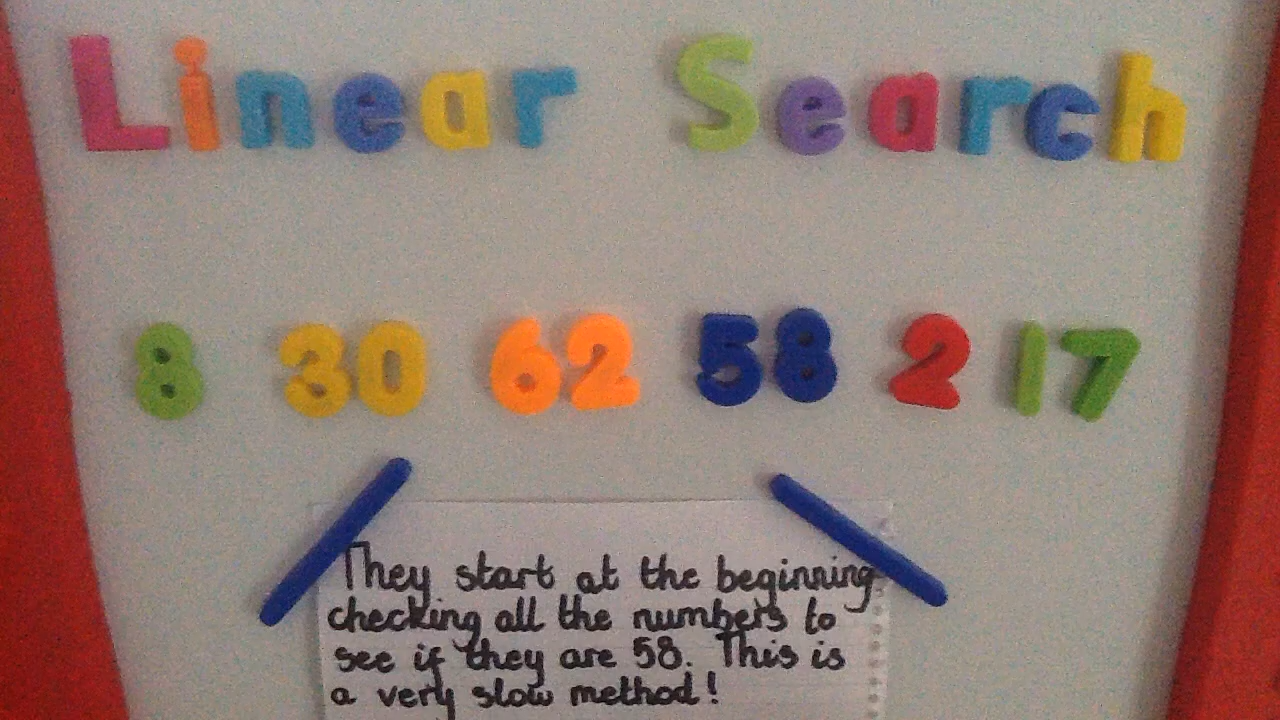 Linear Search
8 30 62 58 2 17
They start at the beginning
checking all the numbers to
see if they are 58. This is
a very slow method!